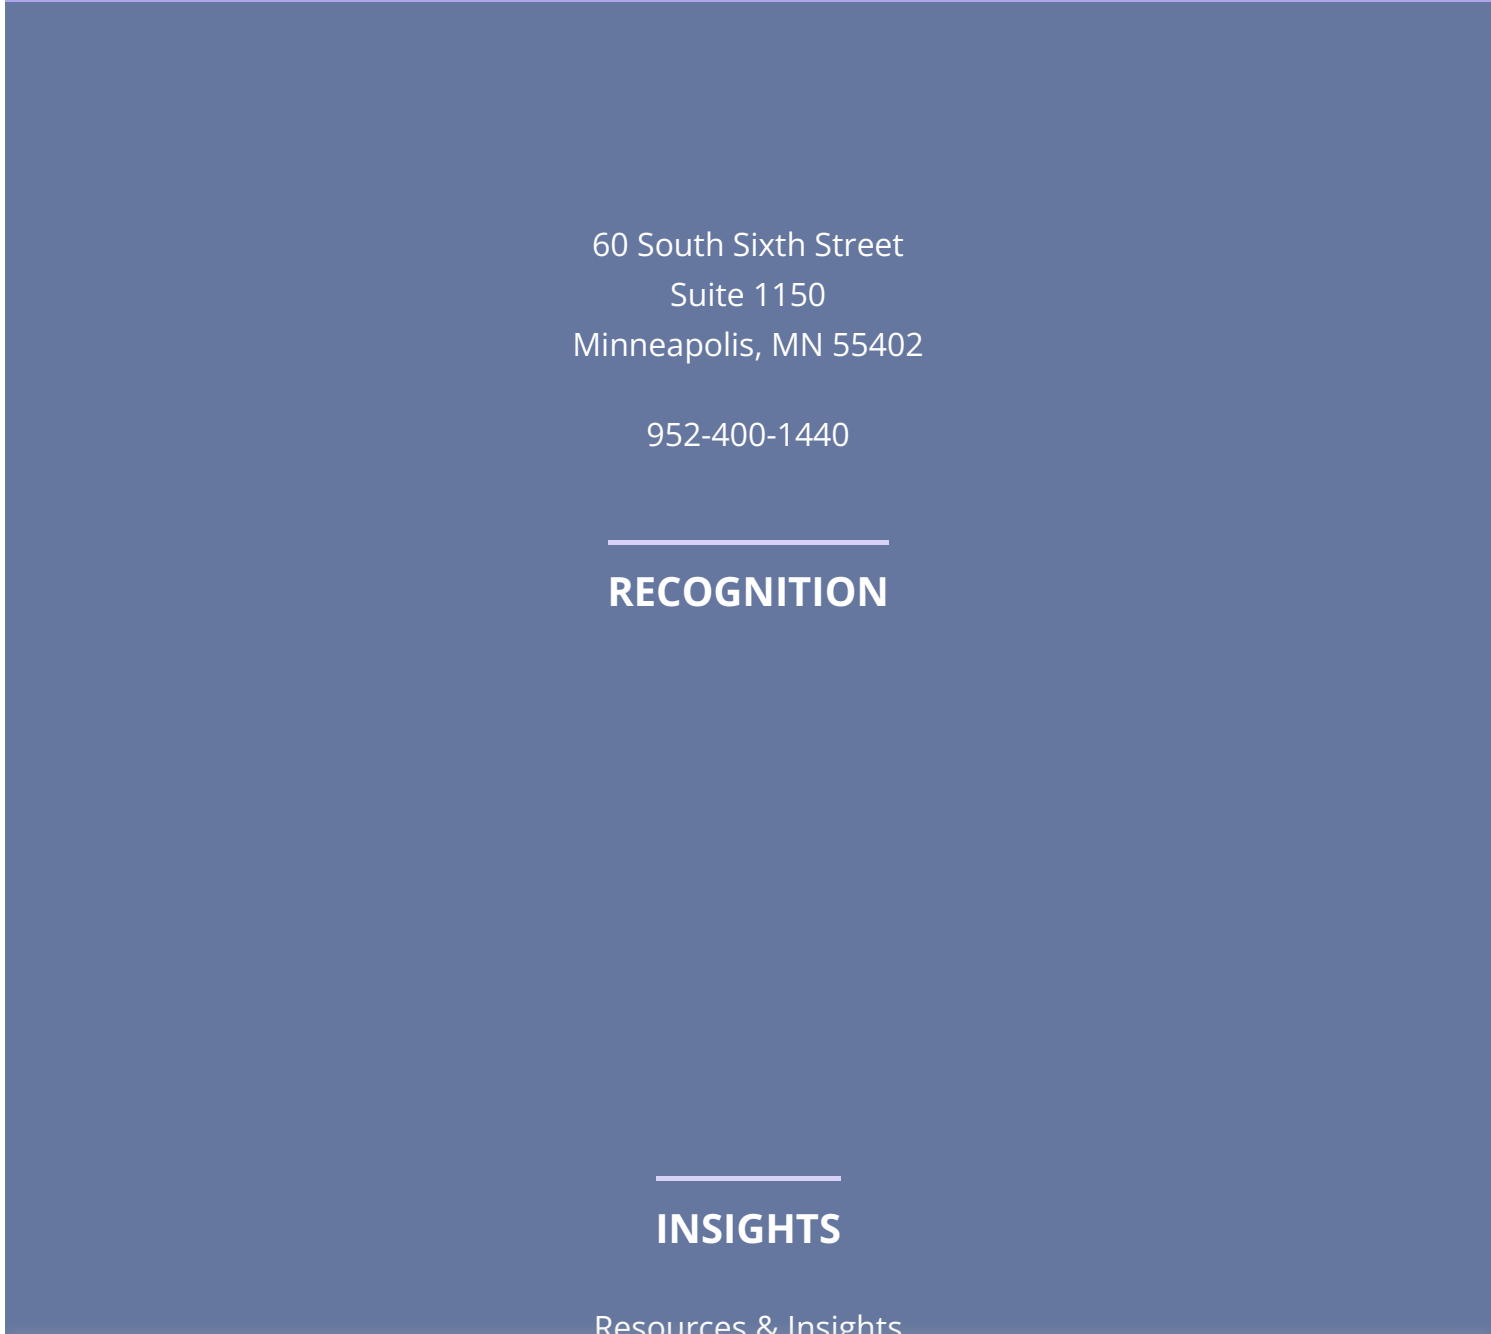 60 South Sixth Street
Suite 1150
Minneapolis, MN 55402
952-400-1440
RECOGNITION
INSIGHTS
Resources & Insights